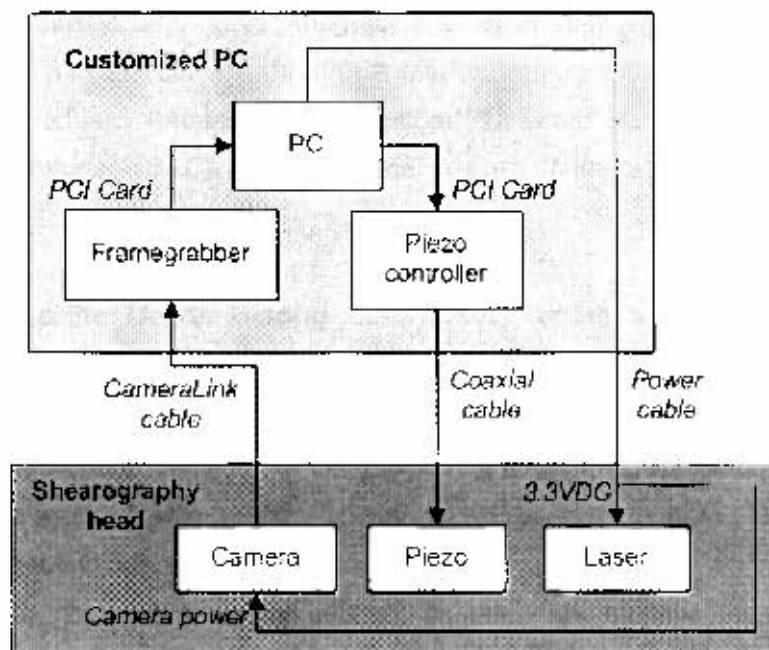 Customized PC
PC
PCI Card
PCI Card
Framegrabber
Piezo
controller
CameraLink
cable
Coaxial
cable
Power
cable
Shearography
head
3.3VDC
Camera
Piezo
Laser
Camera power